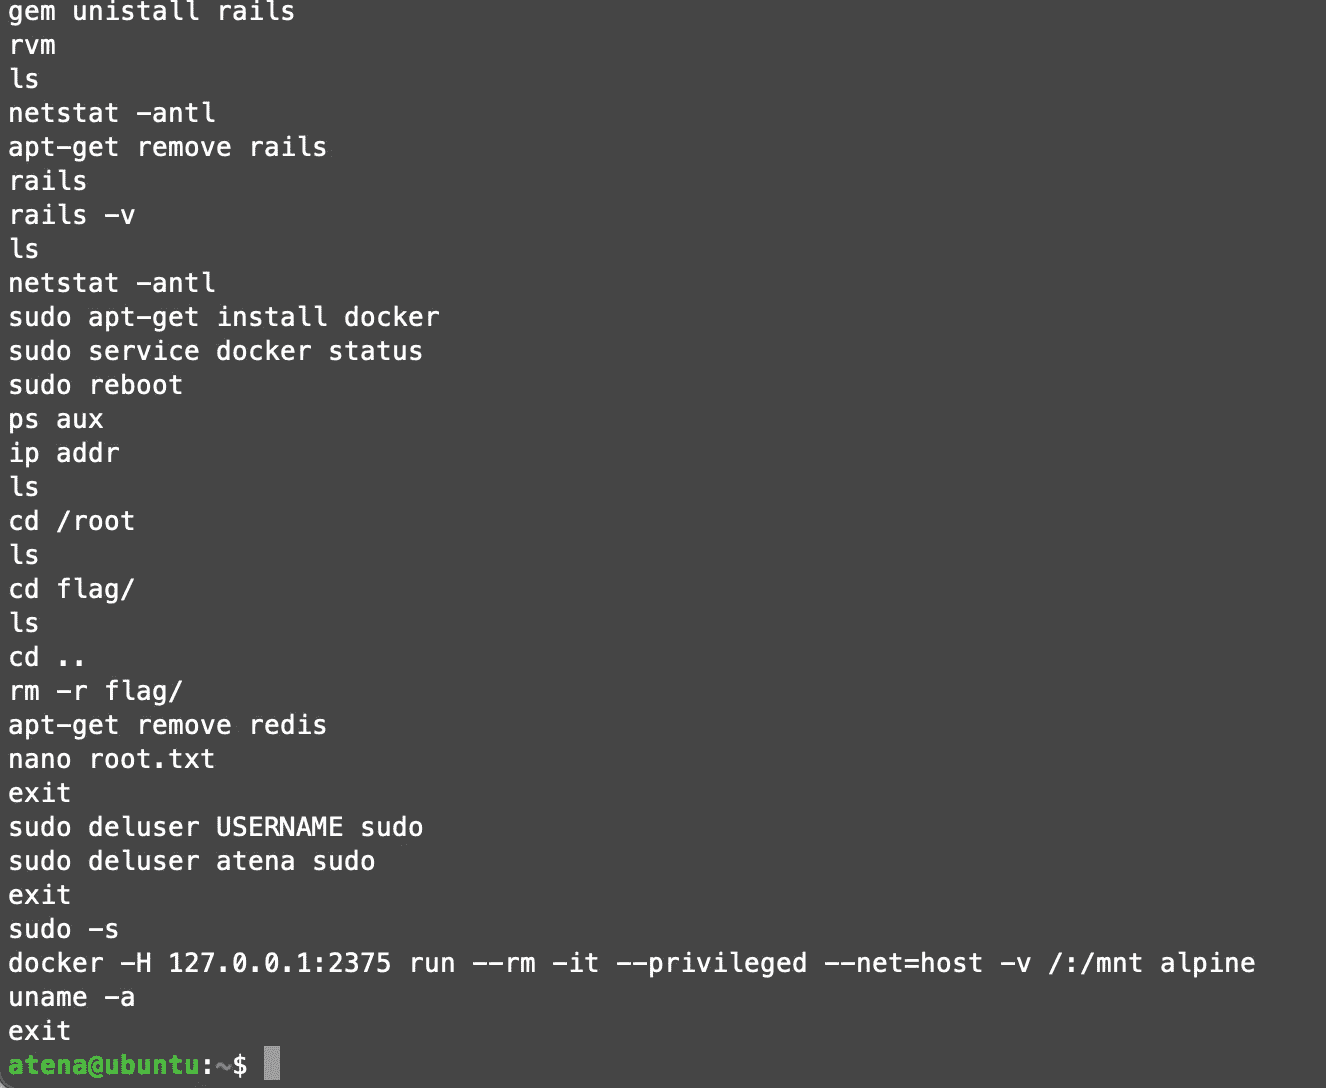 gem unistall rails
rvm
ls
netstat -antl
apt-get remove rails
rails
rails -v
ls
netstat -antl
sudo apt-get install docker
sudo service docker status
sudo reboot
ps aux
ip addr
ls
cd /root
ls
cd flag/
ls
cd ..
rm -r flag/
apt-get remove redis
nano root.txt
exit
sudo deluser USERNAME sudo
sudo deluser atena sudo
exit
sudo -s
docker -H 127.0.0.1:2375 run --rm -it --privileged --net=host -v /:/mnt alpine
uname -a
exit
atena@ubuntu:~$